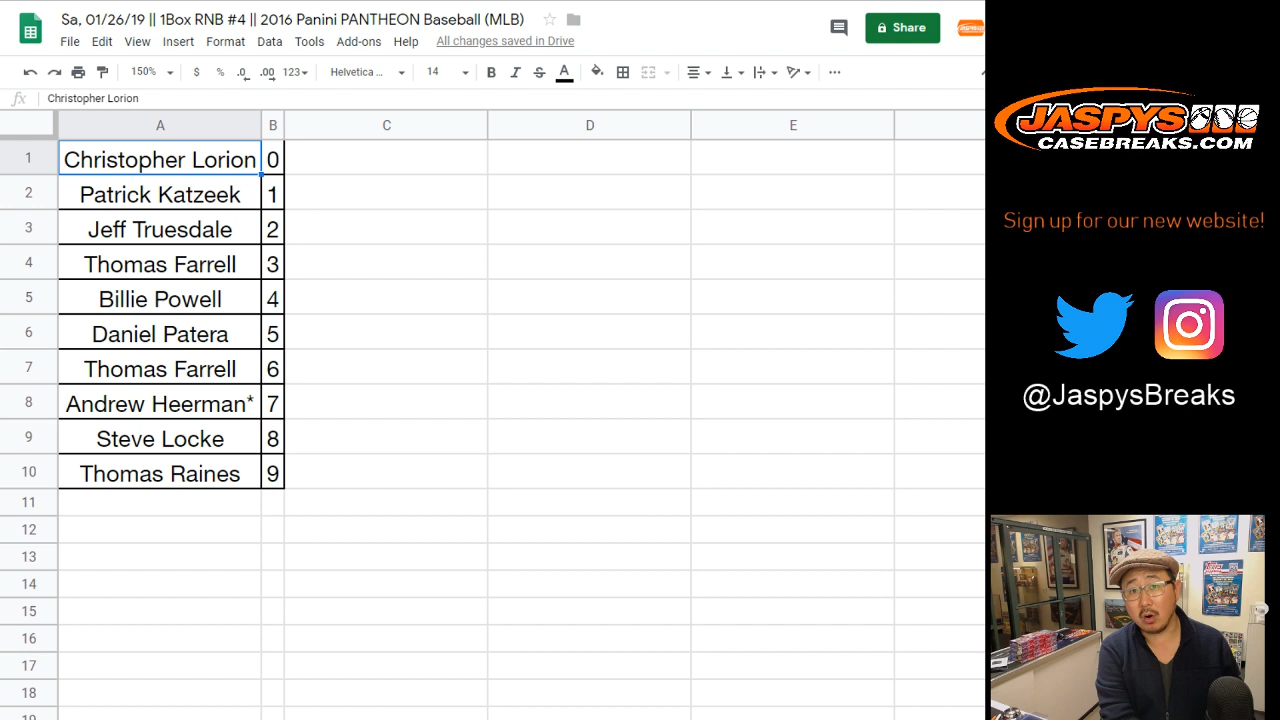 Sa, 01/26/19 || 1Box RNB #4 || 2016 Panini PANTHEON Baseball (MLB)
File Edit View Insert Format Data Tools Add-ons Help All changes saved in Drive
Share
150% $ % .0 .00 123 Helvetica ... 14 B I S A
fx Christopher Lorion
A B C D E
1 Christopher Lorion 0
2 Patrick Katzeek 1
3 Jeff Truesdale 2
4 Thomas Farrell 3
5 Billie Powell 4
6 Daniel Patera 5
7 Thomas Farrell 6
8 Andrew Heerman* 7
9 Steve Locke 8
10 Thomas Raines 9
11
12
13
14
15
16
17
18
19
JASPYS
CASEBREAKS.COM
Sign up for our new website!
@JaspysBreaks